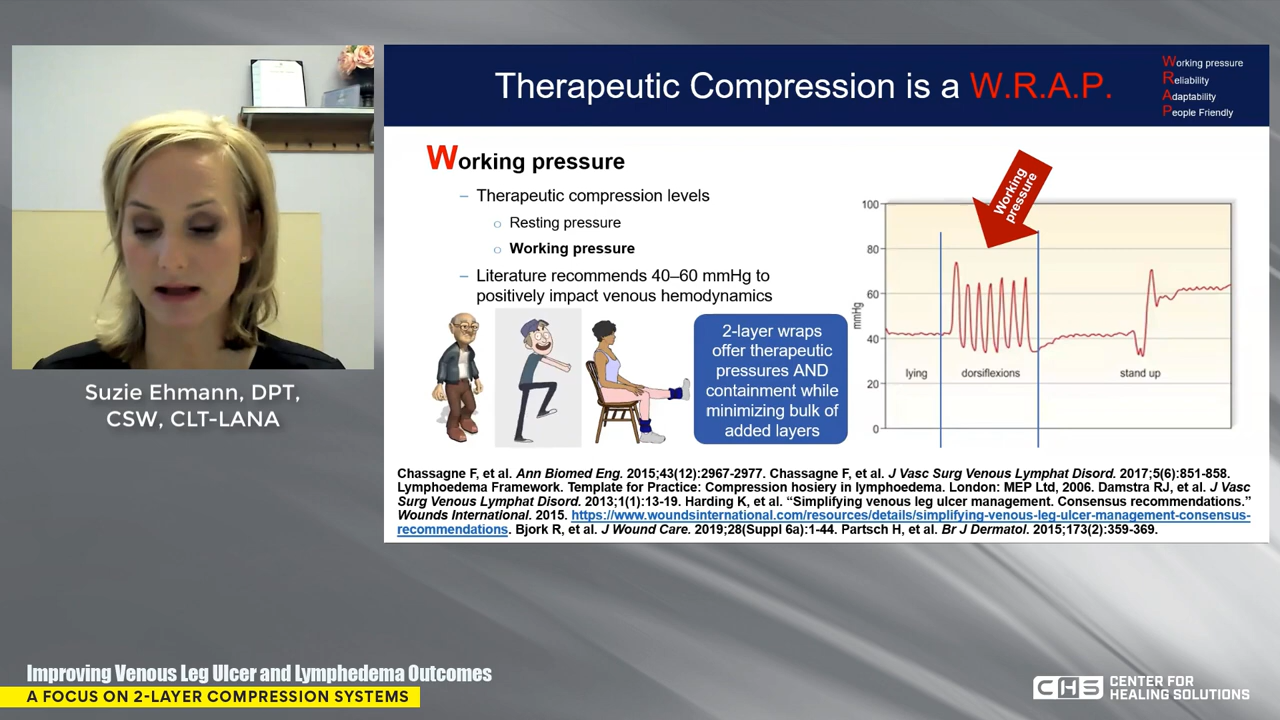 Therapeutic Compression is a W.R.A.P.
Working pressure
Reliability
Adaptability
People Friendly
Working pressure
– Therapeutic compression levels
○ Resting pressure
○ Working pressure
– Literature recommends 40–60 mmHg to
positively impact venous hemodynamics
2-layer wraps
offer therapeutic
pressures AND
containment while
minimizing bulk of
added layers
Working
pressure
100
80
60
40
20
0
mmHg
lying
dorsiflexions
stand up
Chassagne F, et al. Ann Biomed Eng. 2015;43(12):2967-2977. Chassagne F, et al. J Vasc Surg Venous Lymphat Disord. 2017;5(6):851-858.
Lymphoedema Framework. Template for Practice: Compression hosiery in lymphoedema. London: MEP Ltd, 2006. Damstra RJ, et al. J Vasc
Surg Venous Lymphat Disord. 2013;1(1):13-19. Harding K, et al. “Simplifying venous leg ulcer management. Consensus recommendations.”
Wounds International. 2015. https://www.woundsinternational.com/resources/details/simplifying-venous-leg-ulcer-management-consensus-
recommendations. Bjork R, et al. J Wound Care. 2019;28(Suppl 6a):1-44. Partsch H, et al. Br J Dermatol. 2015;173(2):359-369.
Suzie Ehmann, DPT,
CSW, CLT-LANA
Improving Venous Leg Ulcer and Lymphedema Outcomes
A FOCUS ON 2-LAYER COMPRESSION SYSTEMS
CHS CENTER FOR
HEALING SOLUTIONS